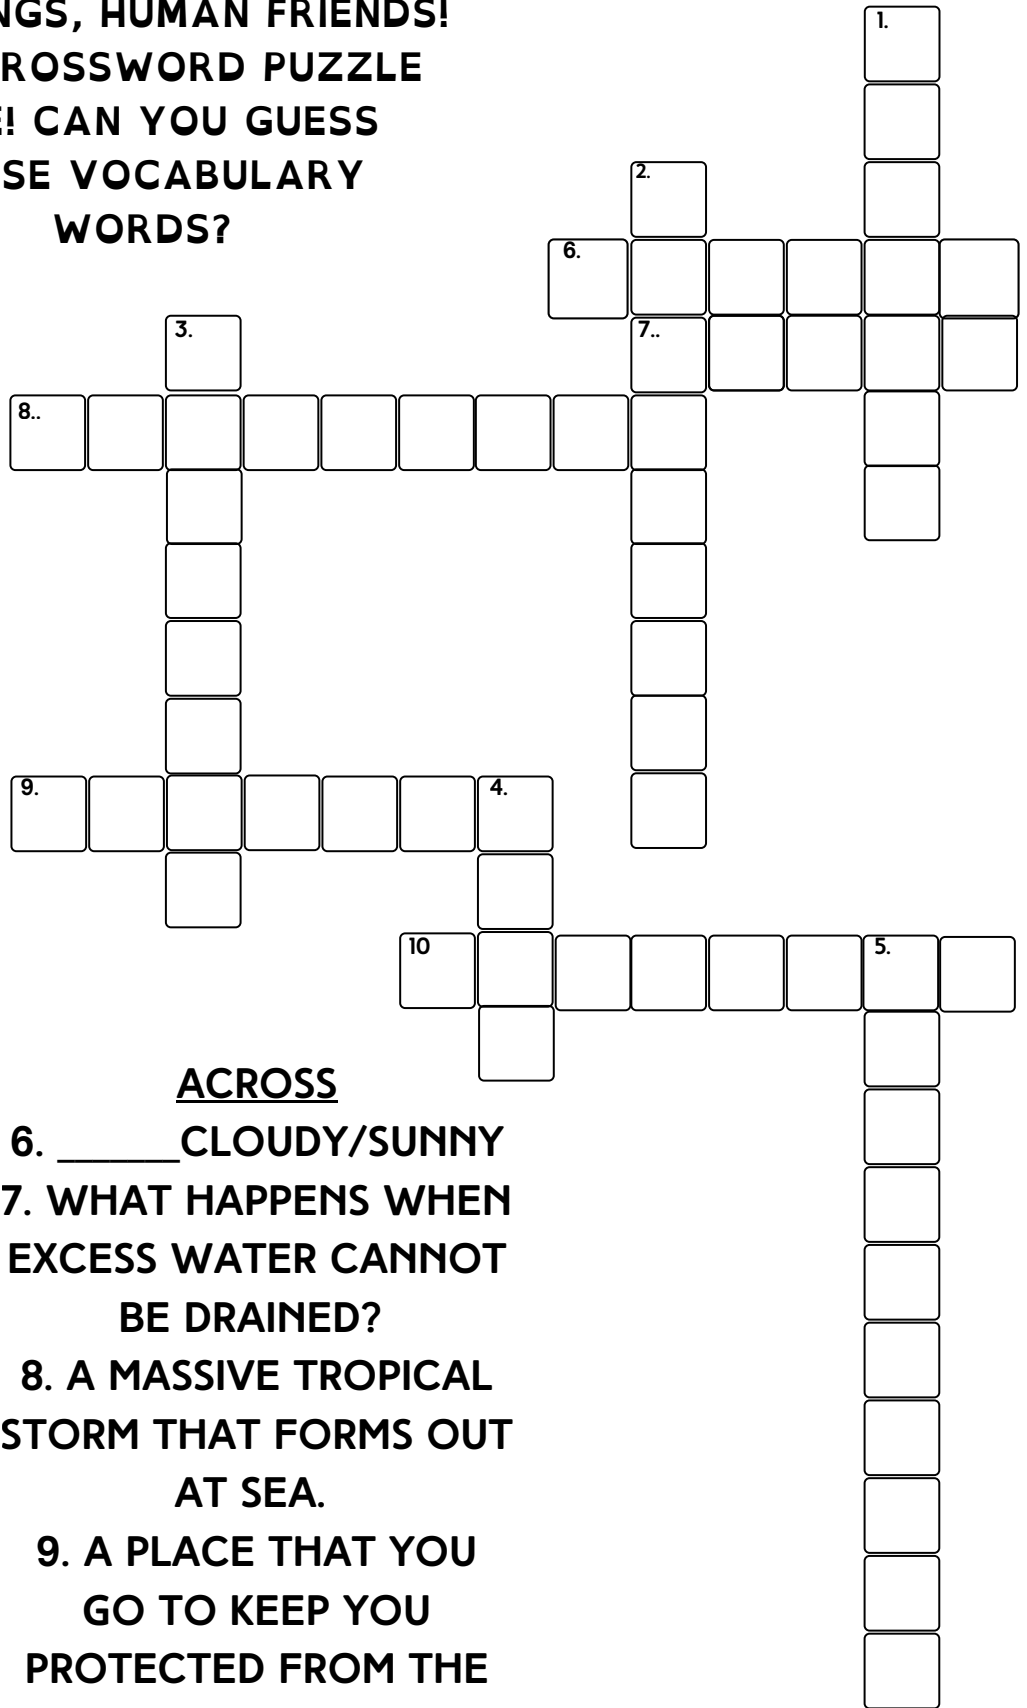 NGS, HUMAN FRIENDS!
ROSSWORD PUZZLE
! CAN YOU GUESS
SE VOCABULARY
WORDS?
1.
2.
6.
3.
7..
8..
9.
4.
10
5.
ACROSS
6. ______CLOUDY/SUNNY
7. WHAT HAPPENS WHEN
EXCESS WATER CANNOT
BE DRAINED?
8. A MASSIVE TROPICAL
STORM THAT FORMS OUT
AT SEA.
9. A PLACE THAT YOU
GO TO KEEP YOU
PROTECTED FROM THE